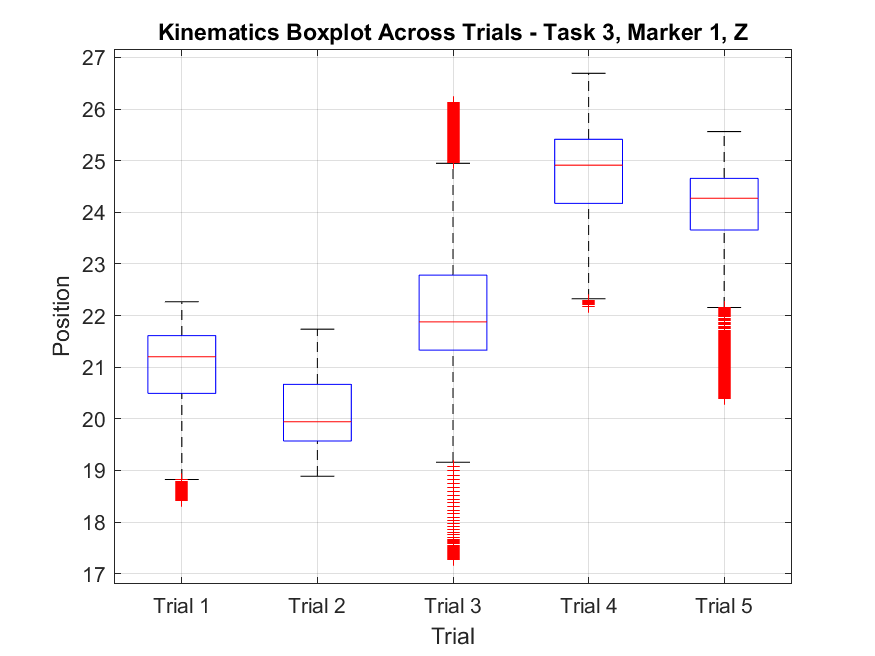 Kinematics Boxplot Across Trials - Task 3, Marker 1, Z
27
26
25
24
23
22
21
20
19
18
17
Position
Trial 1 Trial 2 Trial 3 Trial 4 Trial 5
Trial